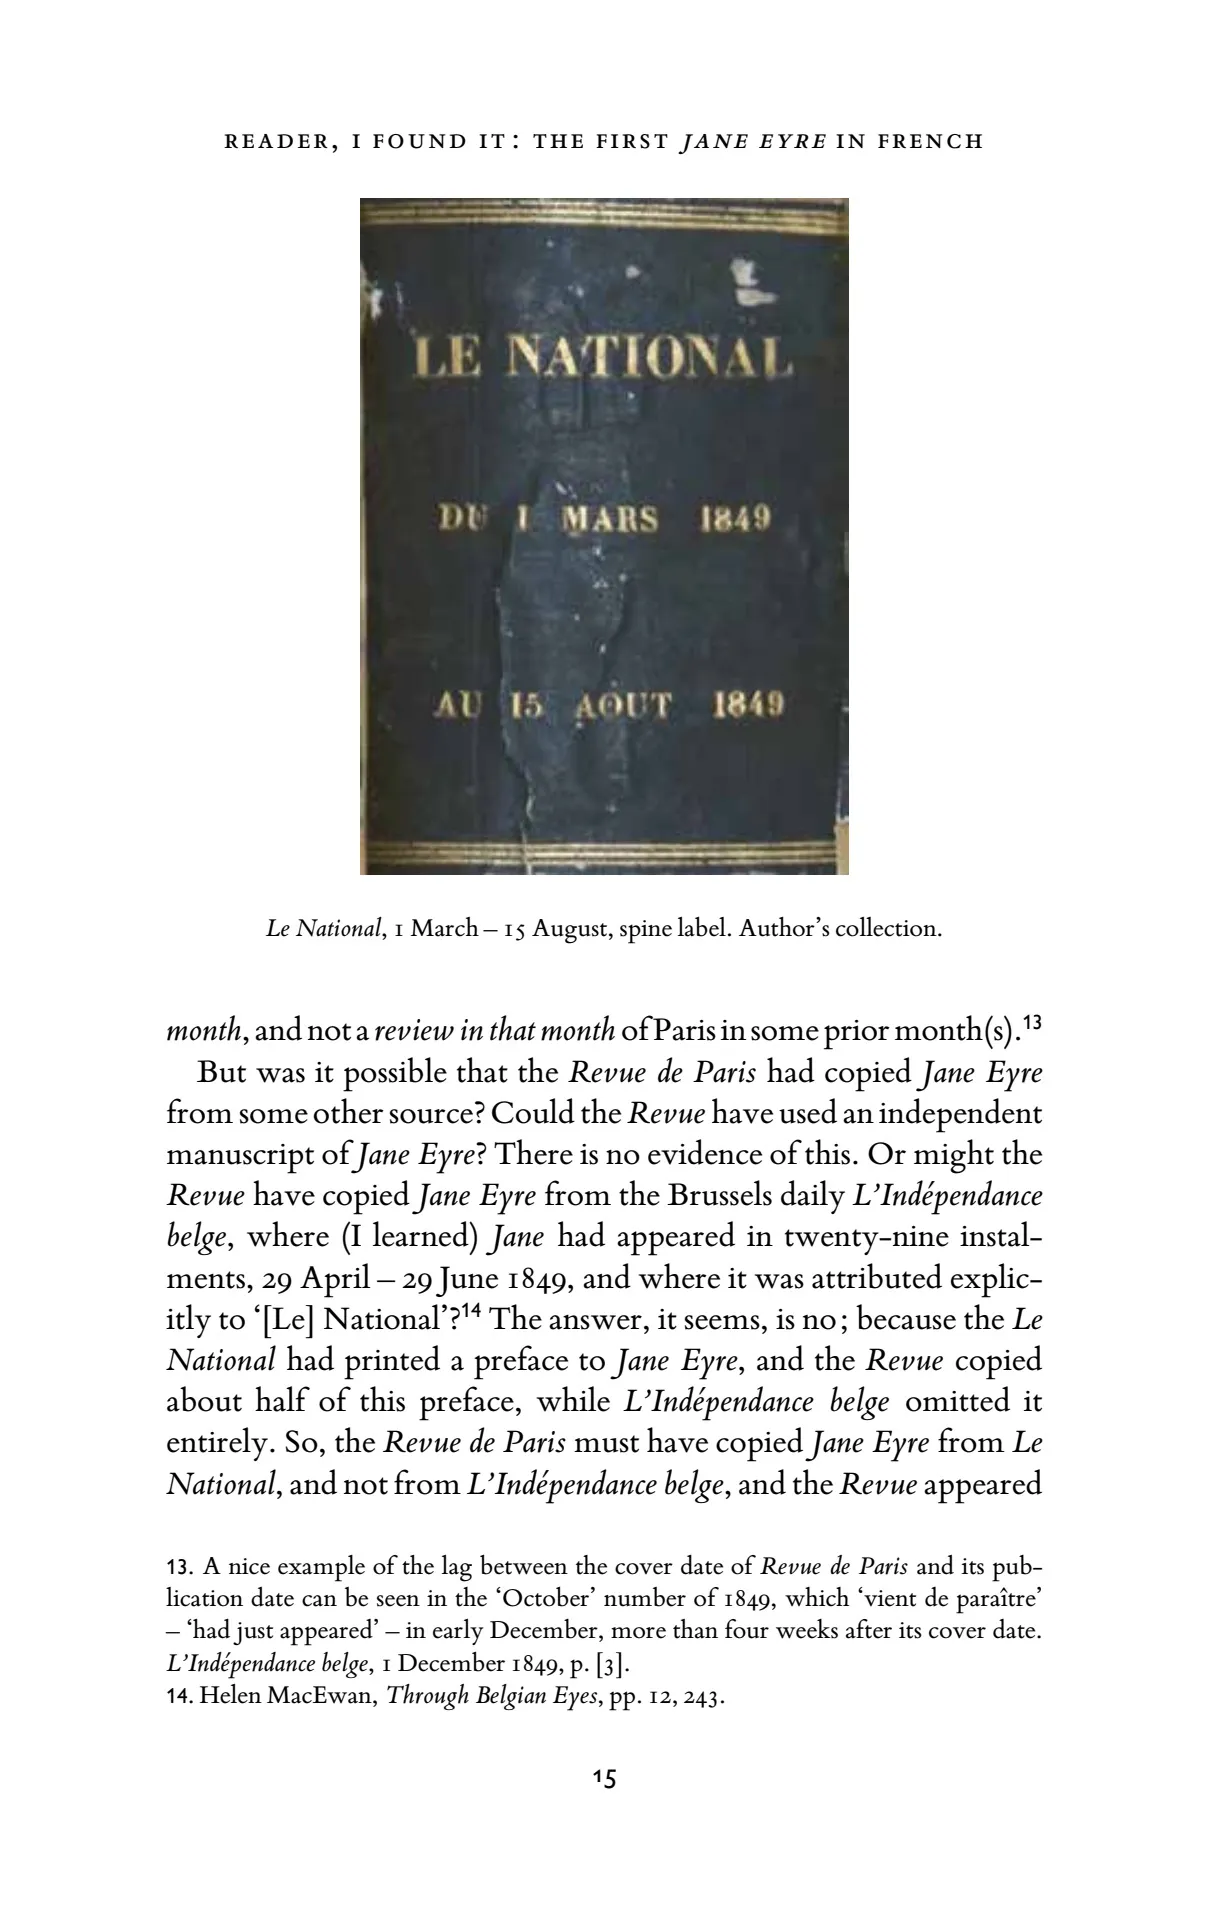 READER, I FOUND IT: THE FIRST JANE EYRE IN FRENCH
LE NATIONAL
DU 1 MARS 1849
AU 15 AOUT 1849
Le National, 1 March – 15 August, spine label. Author’s collection.
month, and not a review in that month of Paris in some prior month(s).13
But was it possible that the Revue de Paris had copied Jane Eyre
from some other source? Could the Revue have used an independent
manuscript of Jane Eyre? There is no evidence of this. Or might the
Revue have copied Jane Eyre from the Brussels daily L’Indépendance
belge, where (I learned) Jane had appeared in twenty-nine instal-
ments, 29 April – 29 June 1849, and where it was attributed explic-
itly to ‘[Le] National’?14 The answer, it seems, is no; because the Le
National had printed a preface to Jane Eyre, and the Revue copied
about half of this preface, while L’Indépendance belge omitted it
entirely. So, the Revue de Paris must have copied Jane Eyre from Le
National, and not from L’Indépendance belge, and the Revue appeared
13. A nice example of the lag between the cover date of Revue de Paris and its pub-
lication date can be seen in the ‘October’ number of 1849, which ‘vient de paraître’
– ‘had just appeared’ – in early December, more than four weeks after its cover date.
L’Indépendance belge, 1 December 1849, p. [3].
14. Helen MacEwan, Through Belgian Eyes, pp. 12, 243.
15